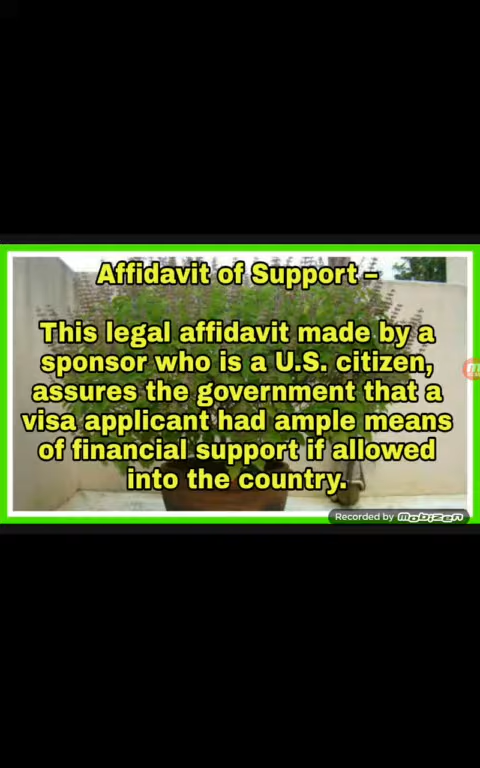 Affidavit of Support –
This legal affidavit made by a
sponsor who is a U.S. citizen,
assures the government that a
visa applicant had ample means
of financial support if allowed
into the country.
Recorded by Mobizen